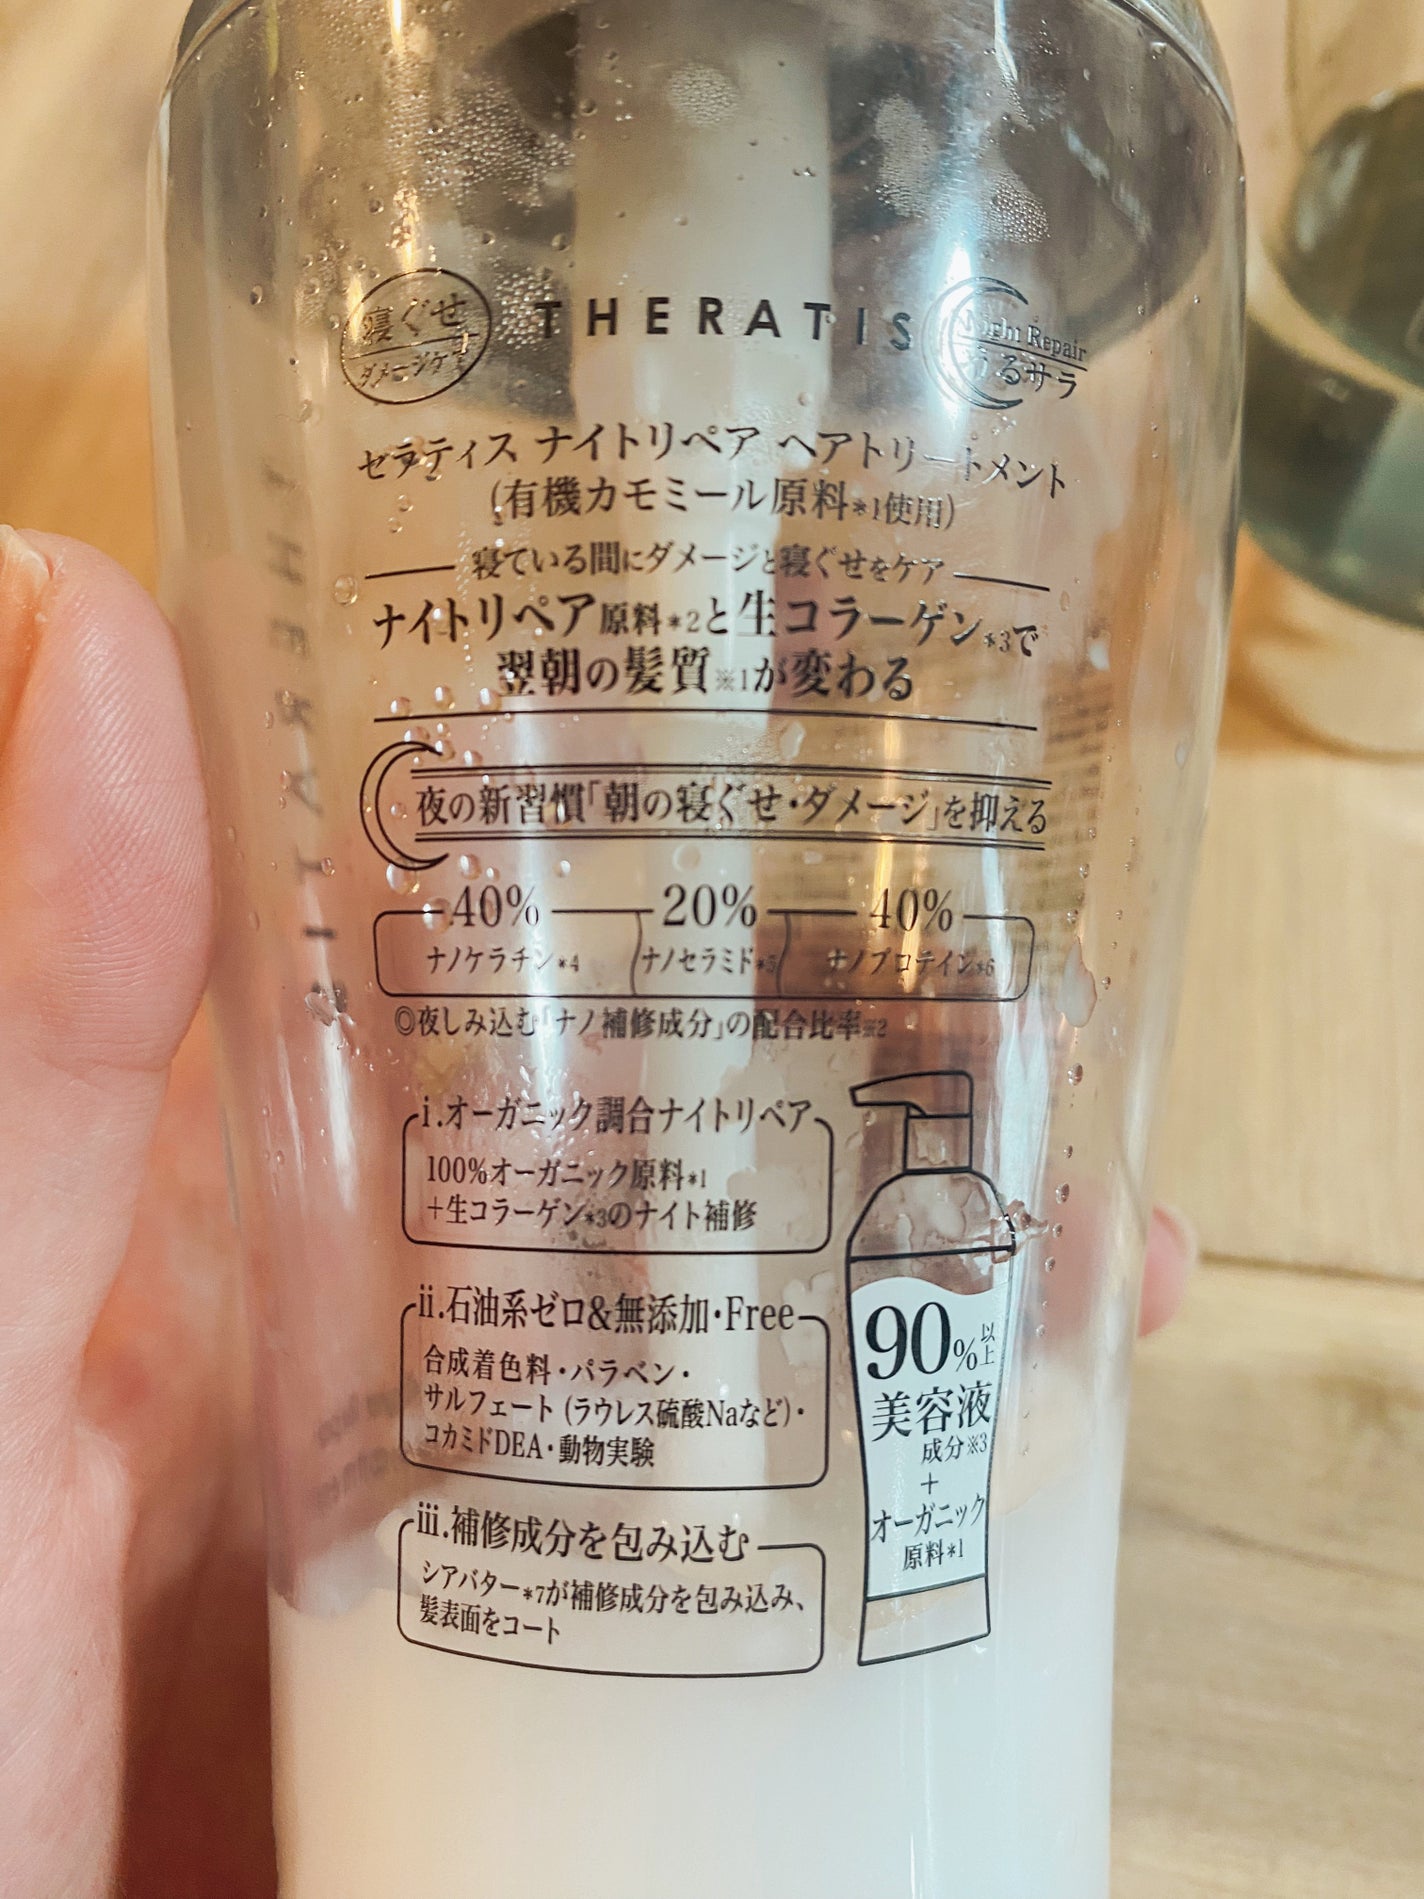 寝ぐせ
ダメージケア
THERATIS
Night Repair
うるサラ
ゼラティス ナイトリペア ヘアトリートメント
(有機カモミール原料*1使用)
寝ている間にダメージと寝ぐせをケア
ナイトリペア原料*2と生コラーゲン*3で
翌朝の髪質※1が変わる
夜の新習慣「朝の寝ぐせ・ダメージ」を抑える
40% 20% 40%
ナノケラチン*4 ナノセラミド*5 ナノプロテイン*6
◎夜しみ込む「ナノ補修成分」の配合比率※2
i.オーガニック調合ナイトリペア
100%オーガニック原料*1
+生コラーゲン*3のナイト補修
ii.石油系ゼロ&無添加・Free
合成着色料・パラベン・
サルフェート (ラウレス硫酸Naなど)・
コカミドDEA・動物実験
iii.補修成分を包み込む
シアバター*7が補修成分を包み込み、
髪表面をコート
90%以上
美容液
成分※3
+
オーガニック
原料*1
THERATIS